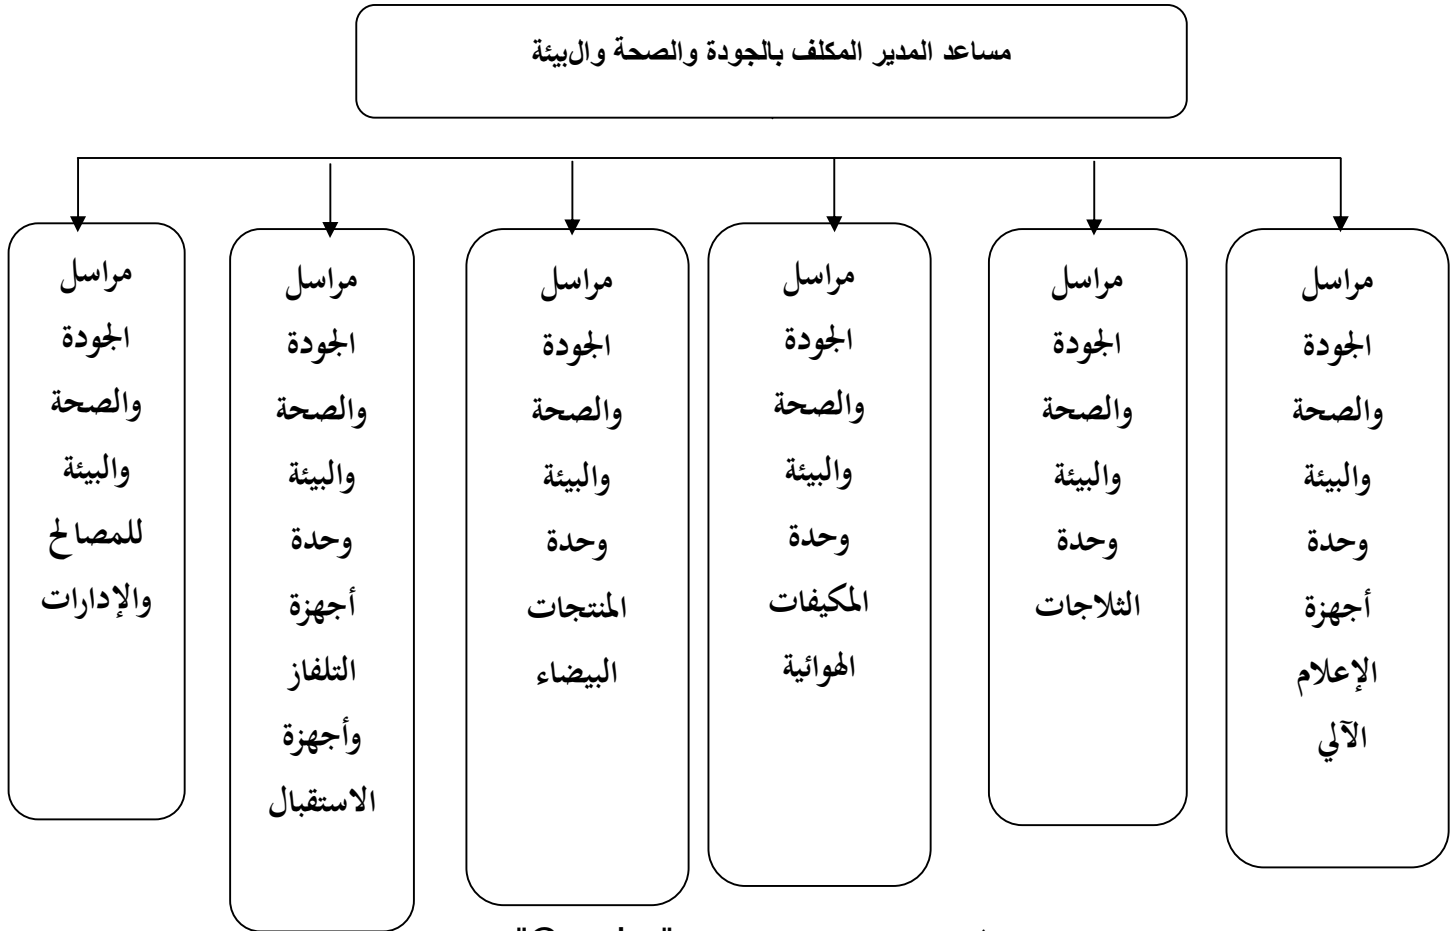 مساعد المدير المكلف بالجودة والصحة والبيئة
مراسل
الجودة
والصحة
والبيئة
وحدة
أجهزة
الإعلام
الآلي
مراسل
الجودة
والصحة
والبيئة
وحدة
الثلاجات
مراسل
الجودة
والصحة
والبيئة
وحدة
المكيفات
الهوائية
مراسل
الجودة
والصحة
والبيئة
وحدة
المنتجات
البيضاء
مراسل
الجودة
والصحة
والبيئة
وحدة
أجهزة
التلفاز
وأجهزة
الاستقبال
مراسل
الجودة
والصحة
والبيئة
للمصالح
والإدارات